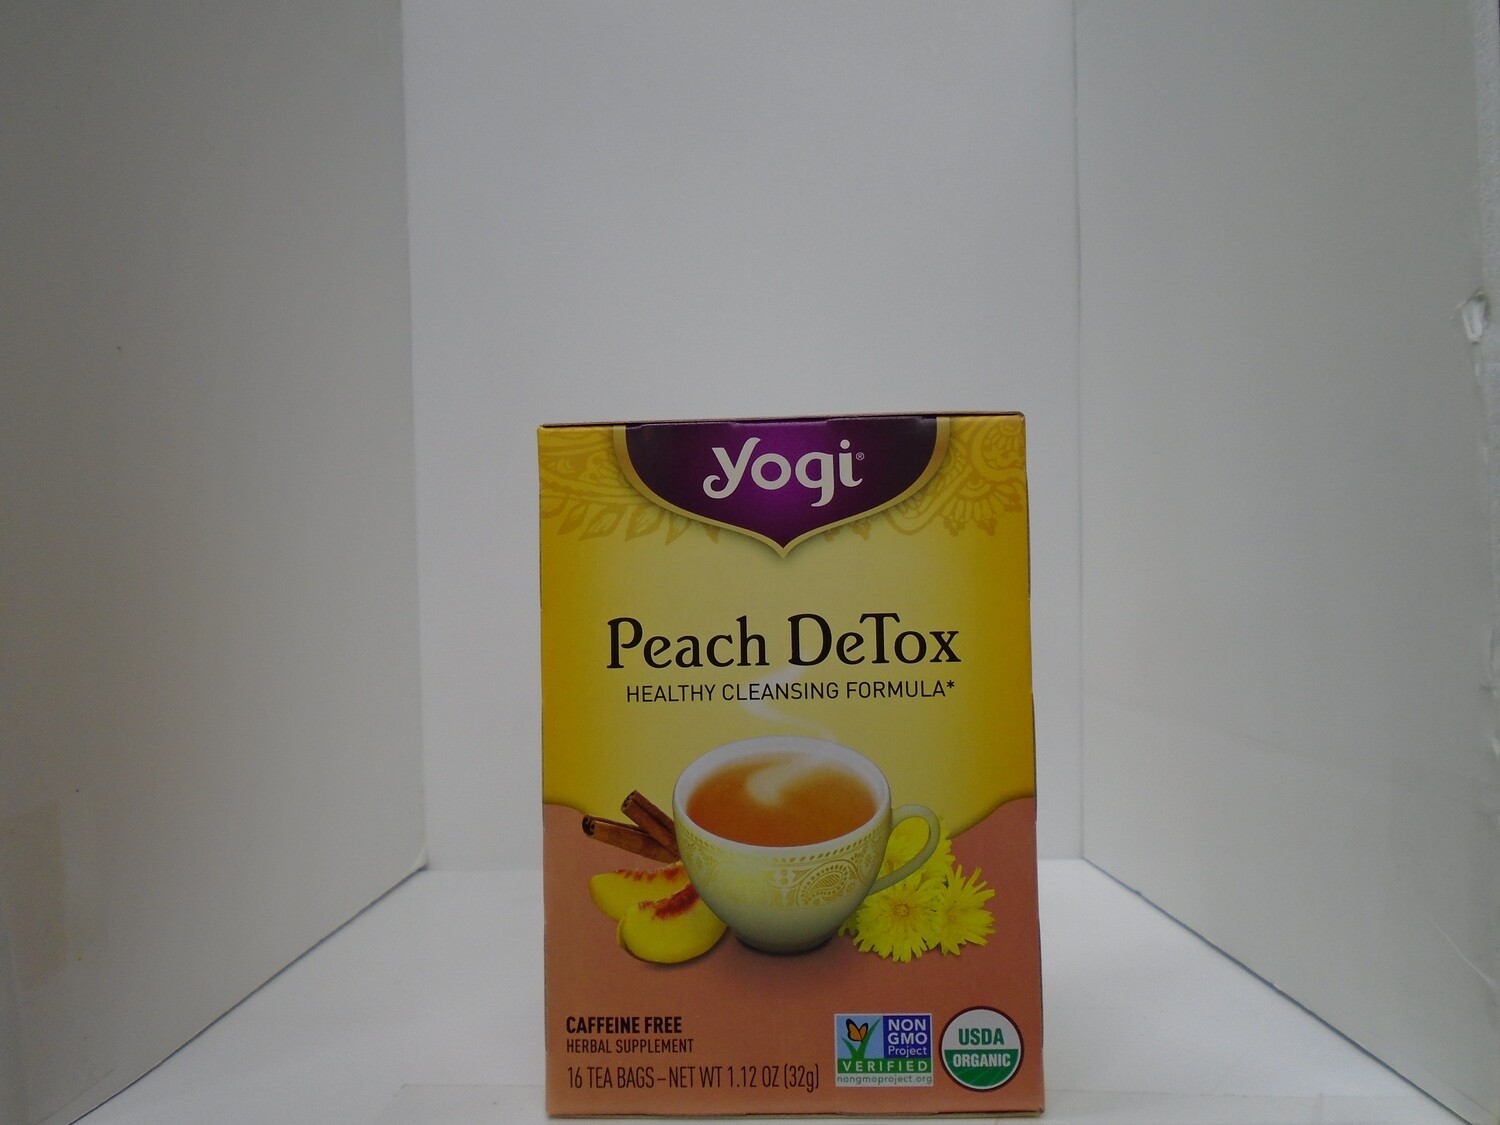 yogi®
Peach DeTox
HEALTHY CLEANSING FORMULA*
CAFFEINE FREE
HERBAL SUPPLEMENT
16 TEA BAGS – NET WT 1.12 OZ (32g)
NON
GMO
Project
VERIFIED
nongmoproject.org
USDA
ORGANIC